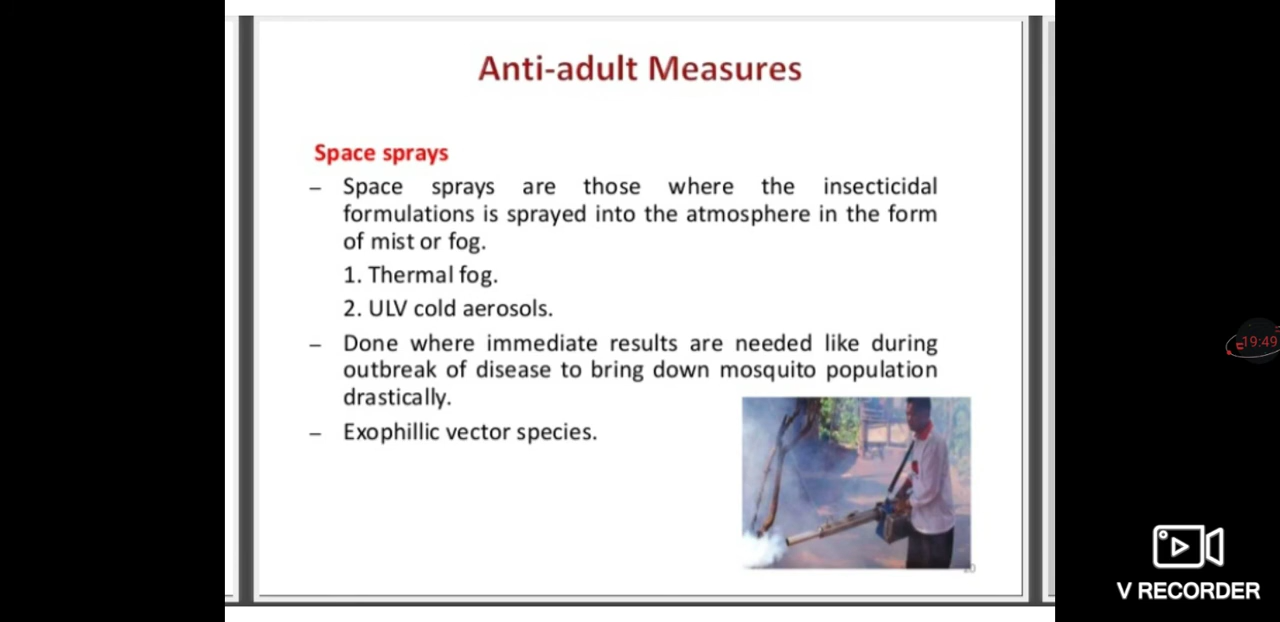 Anti-adult Measures
Space sprays
– Space sprays are those where the insecticidal
formulations is sprayed into the atmosphere in the form
of mist or fog.
1. Thermal fog.
2. ULV cold aerosols.
– Done where immediate results are needed like during
outbreak of disease to bring down mosquito population
drastically.
– Exophillic vector species.
19:49
V RECORDER